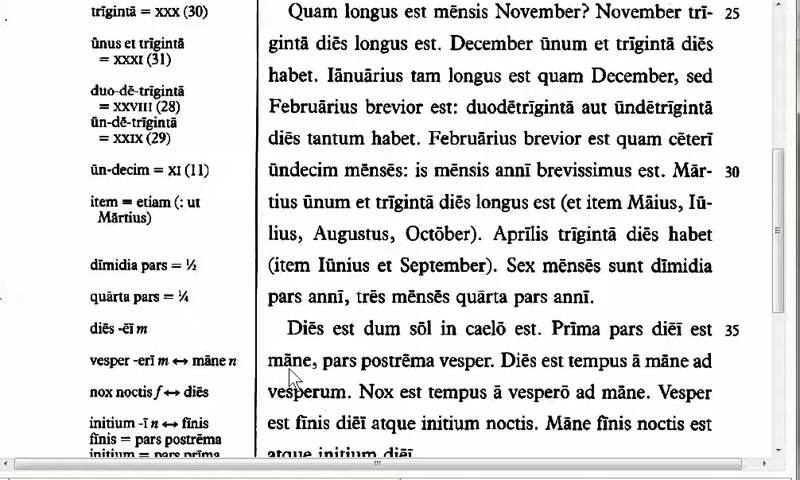 trīgintā = XXX (30)
ūnus et trīgintā
= XXXI (31)
duo-dē-trīgintā
= XXVIII (28)
ūn-dē-trīgintā
= XXIX (29)
ūn-decim = XI (11)
item = etiam (: ut
Mārtius)
dīmidia pars = ½
quārta pars = ¼
diēs -ēī m
vesper -erī m ↔ māne n
nox noctis f ↔ diēs
initium -ī n ↔ fīnis
fīnis = pars postrēma
initium = pars prīma
Quam longus est mēnsis November? November trī- 25
gintā diēs longus est. December ūnum et trīgintā diēs
habet. Iānuārius tam longus est quam December, sed
Februārius brevior est: duodētrīgintā aut ūndētrīgintā
diēs tantum habet. Februārius brevior est quam cēterī
ūndecim mēnsēs: is mēnsis annī brevissimus est. Mār- 30
tius ūnum et trīgintā diēs longus est (et item Māius, Iū-
lius, Augustus, Octōber). Aprīlis trīgintā diēs habet
(item Iūnius et September). Sex mēnsēs sunt dīmidia
pars annī, trēs mēnsēs quārta pars annī.
Diēs est dum sōl in caelō est. Prīma pars diēī est 35
māne, pars postrēma vesper. Diēs est tempus ā māne ad
vesperum. Nox est tempus ā vesperō ad māne. Vesper
est fīnis diēī atque initium noctis. Māne fīnis noctis est
atque initium diēī